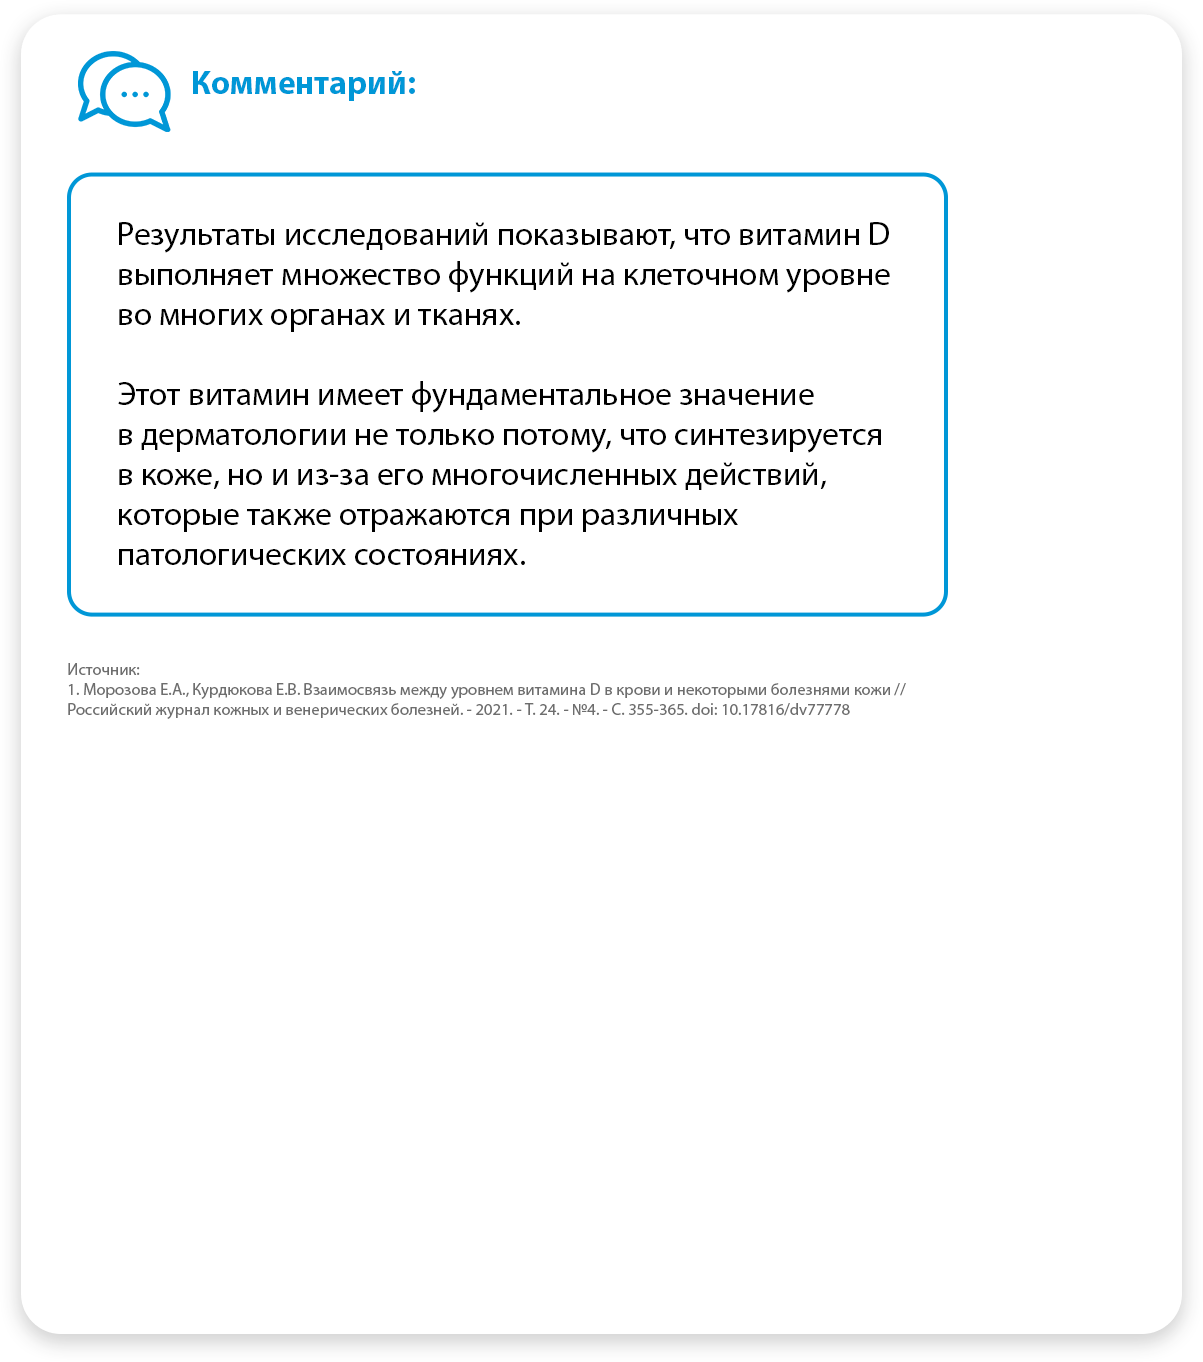 Комментарий:
Результаты исследований показывают, что витамин D
выполняет множество функций на клеточном уровне
во многих органах и тканях.
Этот витамин имеет фундаментальное значение
в дерматологии не только потому, что синтезируется
в коже, но и из-за его многочисленных действий,
которые также отражаются при различных
патологических состояниях.
Источник:
1. Морозова Е.А., Курдюкова Е.В. Взаимосвязь между уровнем витамина D в крови и некоторыми болезнями кожи //
Российский журнал кожных и венерических болезней. - 2021. - Т. 24. - №4. - С. 355-365. doi: 10.17816/dv77778